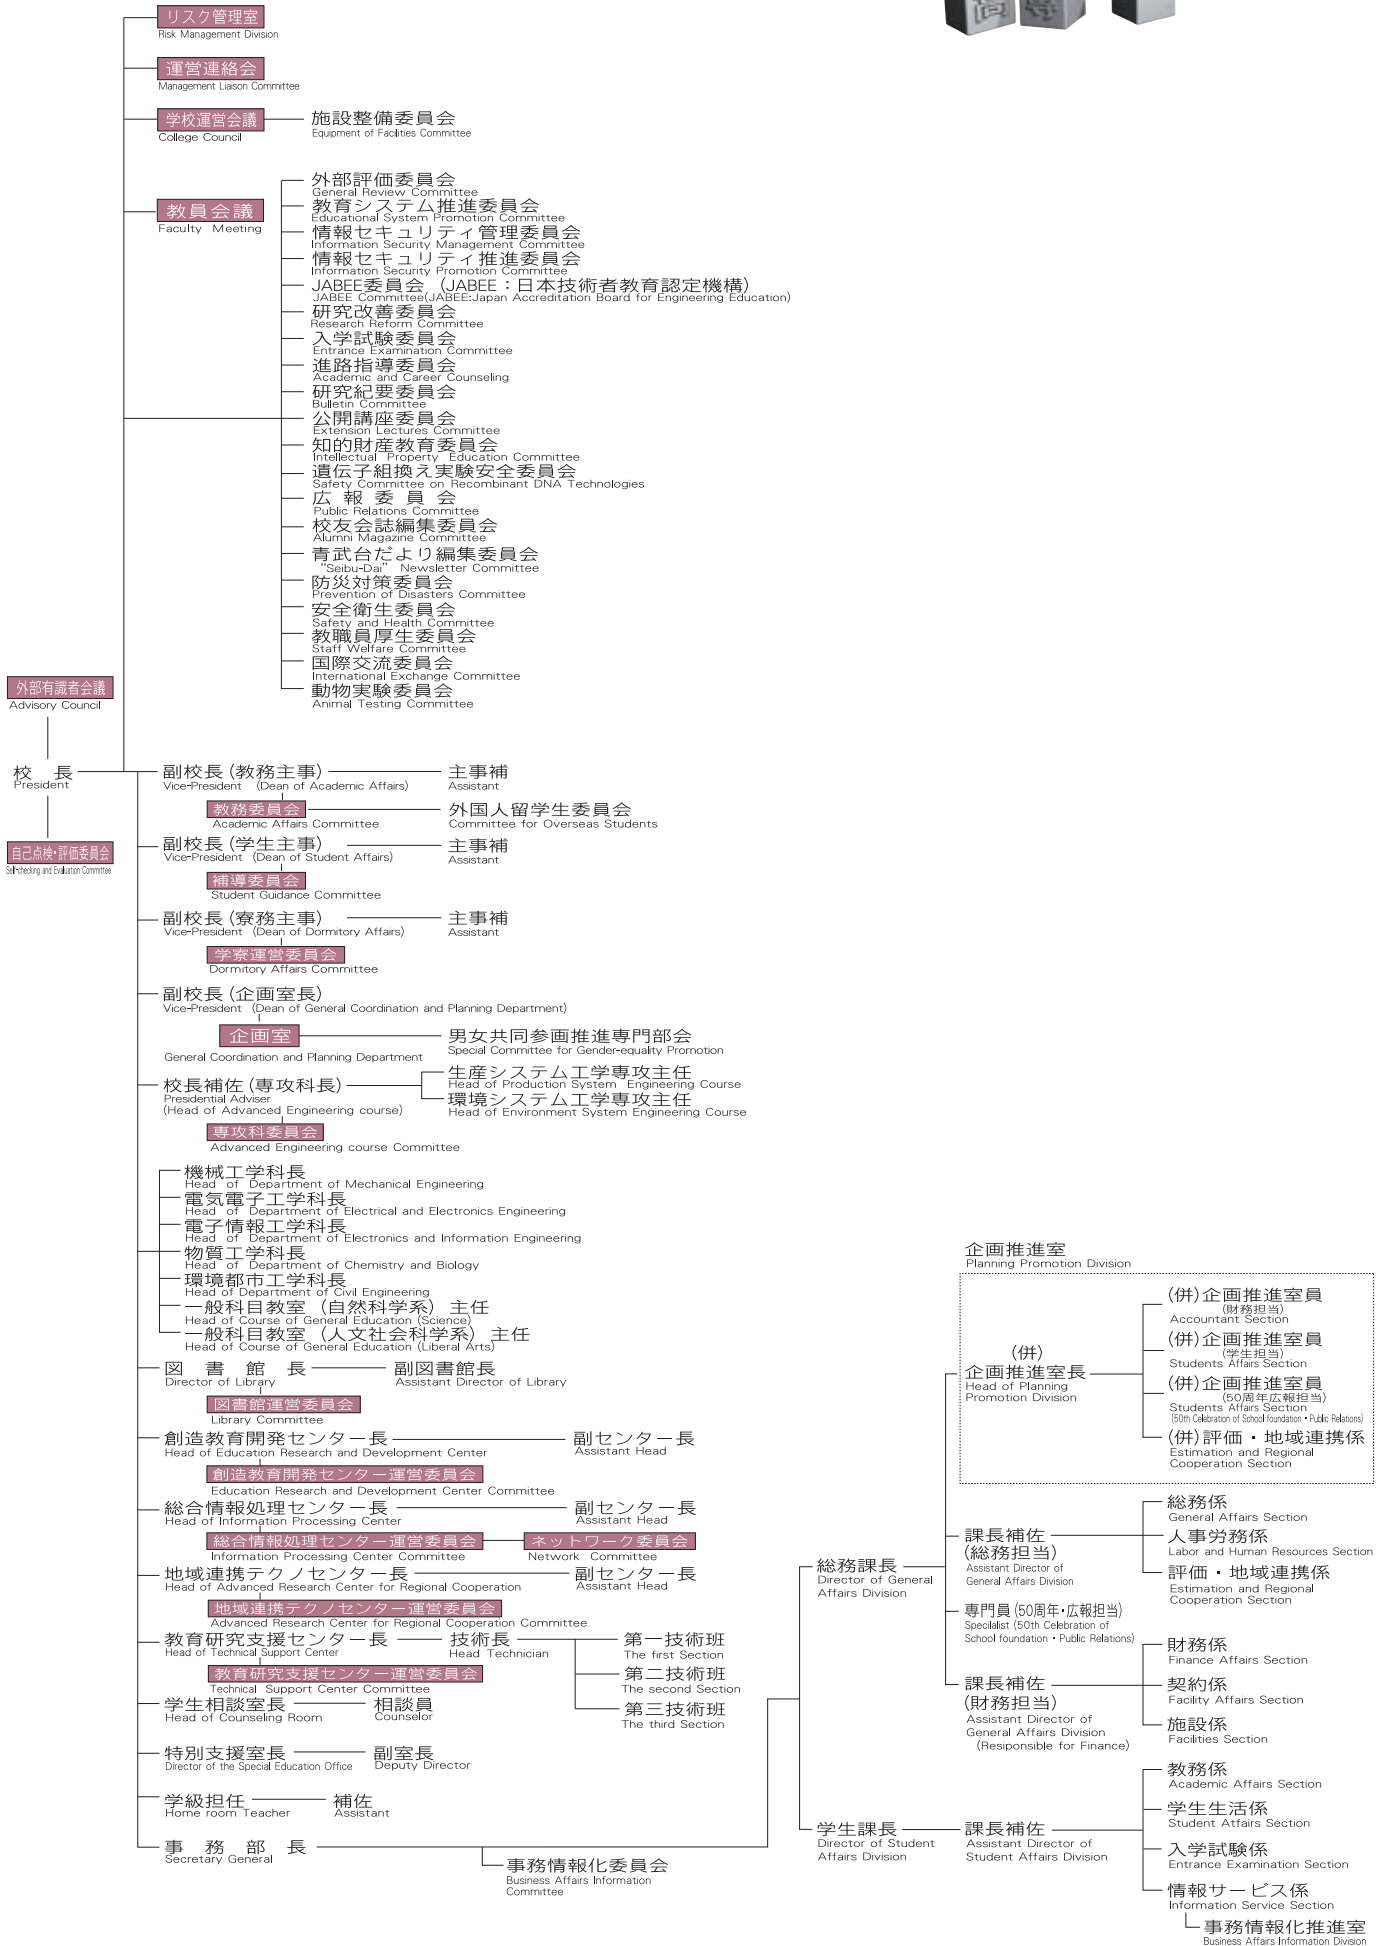 リスク管理室
Risk Management Division
運営連絡会
Management Liaison Committee
学校運営会議
College Council
施設整備委員会
Equipment of Facilities Committee
教員会議
Faculty Meeting
外部評価委員会
General Review Committee
教育システム推進委員会
Educational System Promotion Committee
情報セキュリティ管理委員会
Information Security Management Committee
情報セキュリティ推進委員会
Information Security Promotion Committee
JABEE委員会（JABEE：日本技術者教育認定機構）
JABEE Committee(JABEE:Japan Accreditation Board for Engineering Education)
研究改善委員会
Research Reform Committee
入学試験委員会
Entrance Examination Committee
進路指導委員会
Academic and Career Counseling
研究紀要委員会
Bulletin Committee
公開講座委員会
Extension Lectures Committee
知的財産教育委員会
Intellectual Property Education Committee
遺伝子組換え実験安全委員会
Safety Committee on Recombinant DNA Technologies
広報委員会
Public Relations Committee
校友会誌編集委員会
Alumni Magazine Committee
青武台だより編集委員会
"Seibu-Dai" Newsletter Committee
防災対策委員会
Prevention of Disasters Committee
安全衛生委員会
Safety and Health Committee
教職員厚生委員会
Staff Welfare Committee
国際交流委員会
International Exchange Committee
動物実験委員会
Animal Testing Committee
外部有識者会議
Advisory Council
校長
President
自己点検・評価委員会
Self-checking and Evaluation Committee
副校長（教務主事）
Vice-President (Dean of Academic Affairs)
主事補
Assistant
教務委員会
Academic Affairs Committee
外国人留学生委員会
Committee for Overseas Students
副校長（学生主事）
Vice-President (Dean of Student Affairs)
主事補
Assistant
補導委員会
Student Guidance Committee
副校長（寮務主事）
Vice-President (Dean of Dormitory Affairs)
主事補
Assistant
学寮運営委員会
Dormitory Affairs Committee
副校長（企画室長）
Vice-President (Dean of General Coordination and Planning Department)
企画室
General Coordination and Planning Department
男女共同参画推進専門部会
Special Committee for Gender-equality Promotion
校長補佐（専攻科長）
Presidential Adviser
(Head of Advanced Engineering course)
生産システム工学専攻主任
Head of Production System Engineering Course
環境システム工学専攻主任
Head of Environment System Engineering Course
専攻科委員会
Advanced Engineering course Committee
機械工学科長
Head of Department of Mechanical Engineering
電気電子工学科長
Head of Department of Electrical and Electronics Engineering
電子情報工学科長
Head of Department of Electronics and Information Engineering
物質工学科長
Head of Department of Chemistry and Biology
環境都市工学科長
Head of Department of Civil Engineering
一般科目教室（自然科学系）主任
Head of Course of General Education (Science)
一般科目教室（人文社会科学系）主任
Head of Course of General Education (Liberal Arts)
図書館長
Director of Library
副図書館長
Assistant Director of Library
図書館運営委員会
Library Committee
創造教育開発センター長
Head of Education Research and Development Center
副センター長
Assistant Head
創造教育開発センター運営委員会
Education Research and Development Center Committee
総合情報処理センター長
Head of Information Processing Center
副センター長
Assistant Head
総合情報処理センター運営委員会
Information Processing Center Committee
ネットワーク委員会
Network Committee
地域連携テクノセンター長
Head of Advanced Research Center for Regional Cooperation
副センター長
Assistant Head
地域連携テクノセンター運営委員会
Advanced Research Center for Regional Cooperation Committee
教育研究支援センター長
Head of Technical Support Center
技術長
Head Technician
第一技術班
The first Section
第二技術班
The second Section
第三技術班
The third Section
教育研究支援センター運営委員会
Technical Support Center Committee
学生相談室長
Head of Counseling Room
相談員
Counselor
特別支援室長
Director of the Special Education Office
副室長
Deputy Director
学級担任
Home room Teacher
補佐
Assistant
事務部長
Secretary General
事務情報化委員会
Business Affairs Information
Committee
企画推進室
Planning Promotion Division
（併）
企画推進室長
Head of Planning
Promotion Division
（併）企画推進室員
（財務担当）
Accountant Section
（併）企画推進室員
（学生担当）
Students Affairs Section
（併）企画推進室員
（50周年広報担当）
Students Affairs Section
(50th Celebration of School foundation・Public Relations)
（併）評価・地域連携係
Estimation and Regional
Cooperation Section
総務課長
Director of General
Affairs Division
課長補佐
（総務担当）
Assistant Director of
General Affairs Division
総務係
General Affairs Section
人事労務係
Labor and Human Resources Section
評価・地域連携係
Estimation and Regional
Cooperation Section
専門員（50周年・広報担当）
Specilalist (50th Celebration of
School foundation・Public Relations)
課長補佐
（財務担当）
Assistant Director of
General Affairs Division
(Resiponsible for Finance)
財務係
Finance Affairs Section
契約係
Facility Affairs Section
施設係
Facilities Section
学生課長
Director of Student
Affairs Division
課長補佐
Assistant Director of
Student Affairs Division
教務係
Academic Affairs Section
学生生活係
Student Affairs Section
入学試験係
Entrance Examination Section
情報サービス係
Information Service Section
事務情報化推進室
Business Affairs Information Division